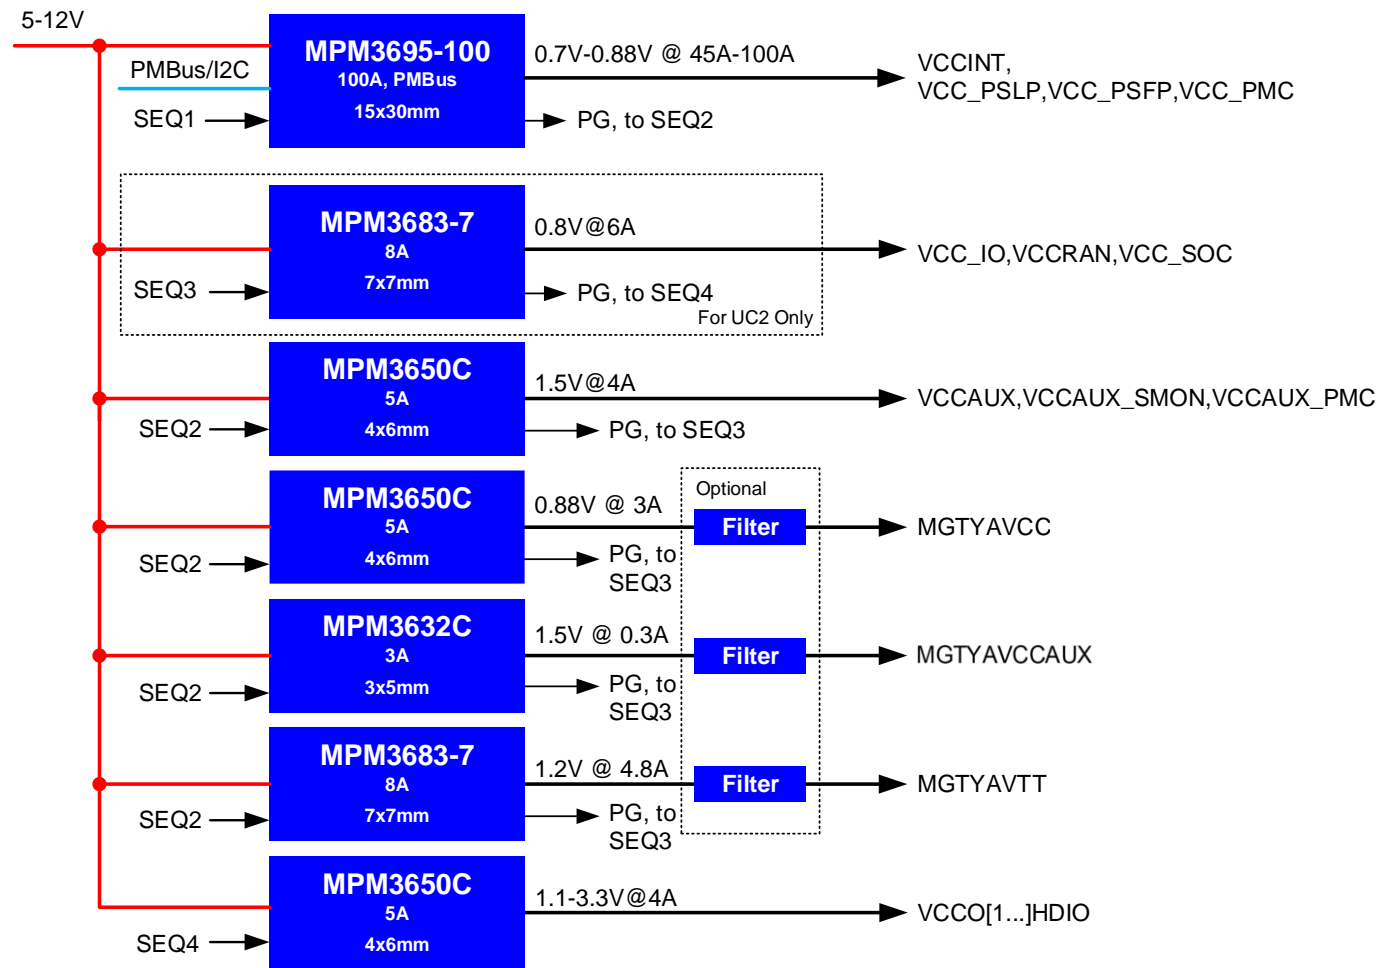 5-12V
PMBus/I2C
SEQ1
MPM3695-100
100A, PMBus
15x30mm
0.7V-0.88V @ 45A-100A
PG, to SEQ2
VCCINT,
VCC_PSLP,VCC_PSFP,VCC_PMC
SEQ3
MPM3683-7
8A
7x7mm
0.8V@6A
PG, to SEQ4
For UC2 Only
VCC_IO,VCCRAN,VCC_SOC
SEQ2
MPM3650C
5A
4x6mm
1.5V@4A
PG, to SEQ3
VCCAUX,VCCAUX_SMON,VCCAUX_PMC
SEQ2
MPM3650C
5A
4x6mm
0.88V @ 3A
PG, to
SEQ3
Optional
Filter
MGTYAVCC
SEQ2
MPM3632C
3A
3x5mm
1.5V @ 0.3A
PG, to
SEQ3
Filter
MGTYAVCCAUX
SEQ2
MPM3683-7
8A
7x7mm
1.2V @ 4.8A
PG, to
SEQ3
Filter
MGTYAVTT
SEQ4
MPM3650C
5A
4x6mm
1.1-3.3V@4A
VCCO[1...]HDIO